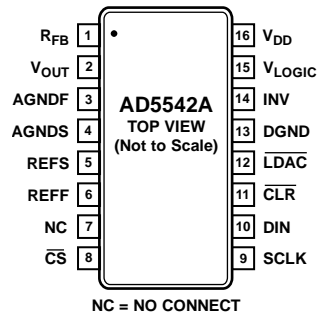 RFB 1
VOUT 2
AGNDF 3
AGNDS 4
REFS 5
REFF 6
NC 7
CS 8
AD5542A
TOP VIEW
(Not to Scale)
16 VDD
15 VLOGIC
14 INV
13 DGND
12 LDAC
11 CLR
10 DIN
9 SCLK
NC = NO CONNECT